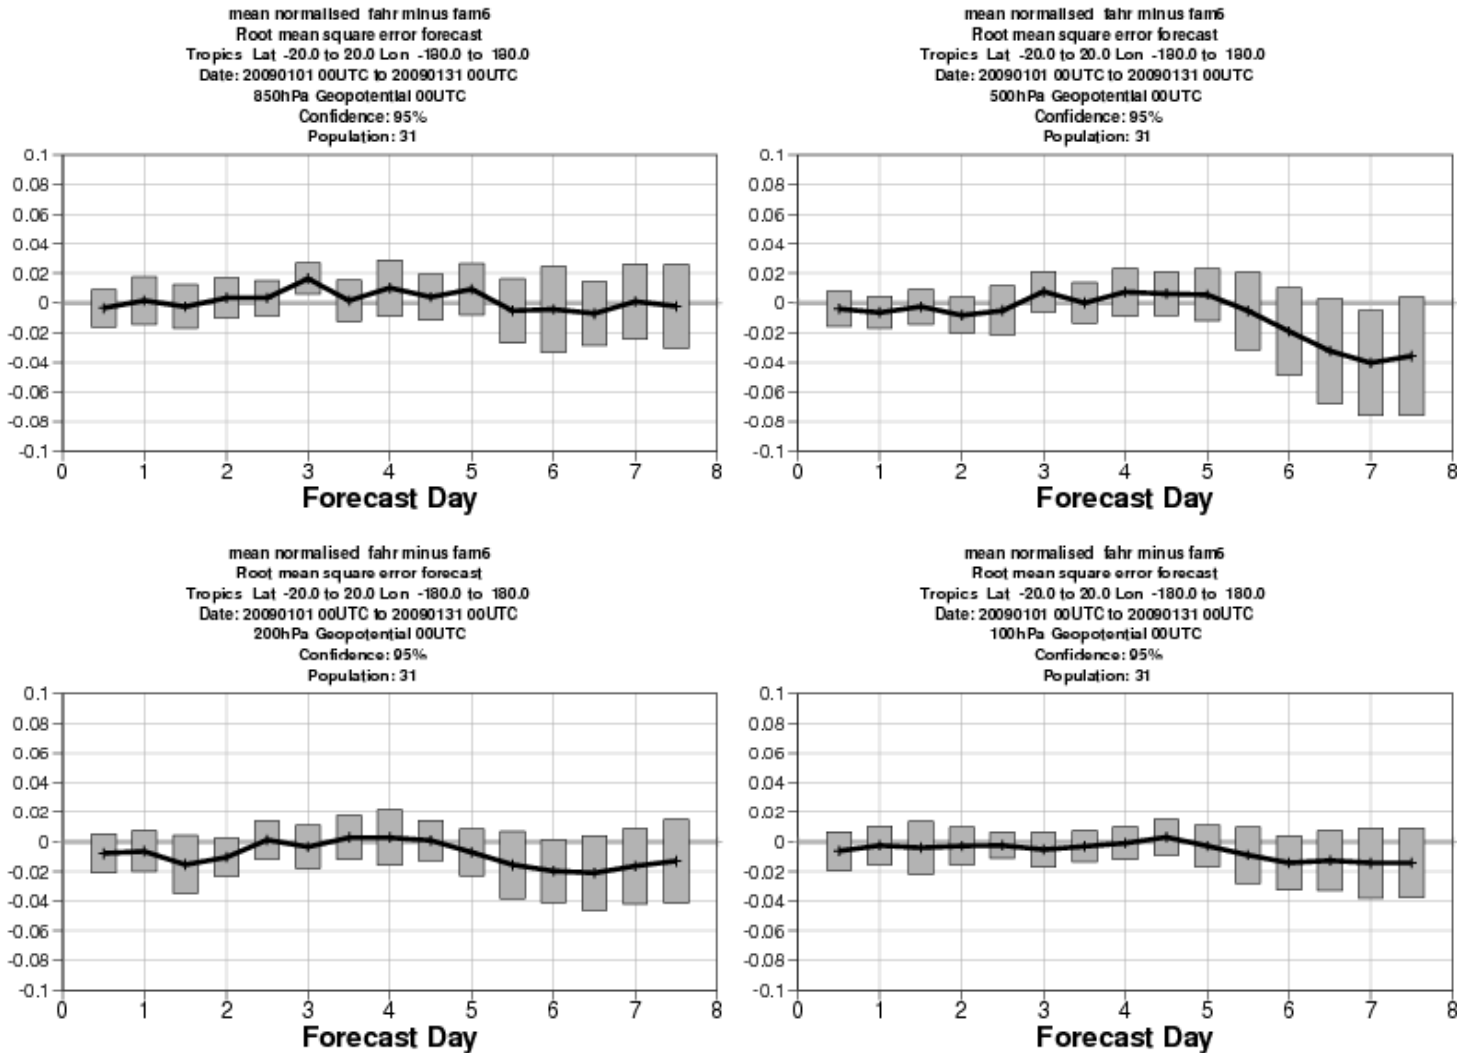 mean normalised fahr minus fam6
Root mean square error forecast
Tropics Lat -20.0 to 20.0 Lon -180.0 to 180.0
Date: 20090101 00UTC to 20090131 00UTC
850hPa Geopotential 00UTC
Confidence: 95%
Population: 31
0.1
0.08
0.06
0.04
0.02
0
-0.02
-0.04
-0.06
-0.08
-0.1
0 1 2 3 4 5 6 7 8
Forecast Day
mean normalised fahr minus fam6
Root mean square error forecast
Tropics Lat -20.0 to 20.0 Lon -180.0 to 180.0
Date: 20090101 00UTC to 20090131 00UTC
500hPa Geopotential 00UTC
Confidence: 95%
Population: 31
0.1
0.08
0.06
0.04
0.02
0
-0.02
-0.04
-0.06
-0.08
-0.1
0 1 2 3 4 5 6 7 8
Forecast Day
mean normalised fahr minus fam6
Root mean square error forecast
Tropics Lat -20.0 to 20.0 Lon -180.0 to 180.0
Date: 20090101 00UTC to 20090131 00UTC
200hPa Geopotential 00UTC
Confidence: 95%
Population: 31
0.1
0.08
0.06
0.04
0.02
0
-0.02
-0.04
-0.06
-0.08
-0.1
0 1 2 3 4 5 6 7 8
Forecast Day
mean normalised fahr minus fam6
Root mean square error forecast
Tropics Lat -20.0 to 20.0 Lon -180.0 to 180.0
Date: 20090101 00UTC to 20090131 00UTC
100hPa Geopotential 00UTC
Confidence: 95%
Population: 31
0.1
0.08
0.06
0.04
0.02
0
-0.02
-0.04
-0.06
-0.08
-0.1
0 1 2 3 4 5 6 7 8
Forecast Day